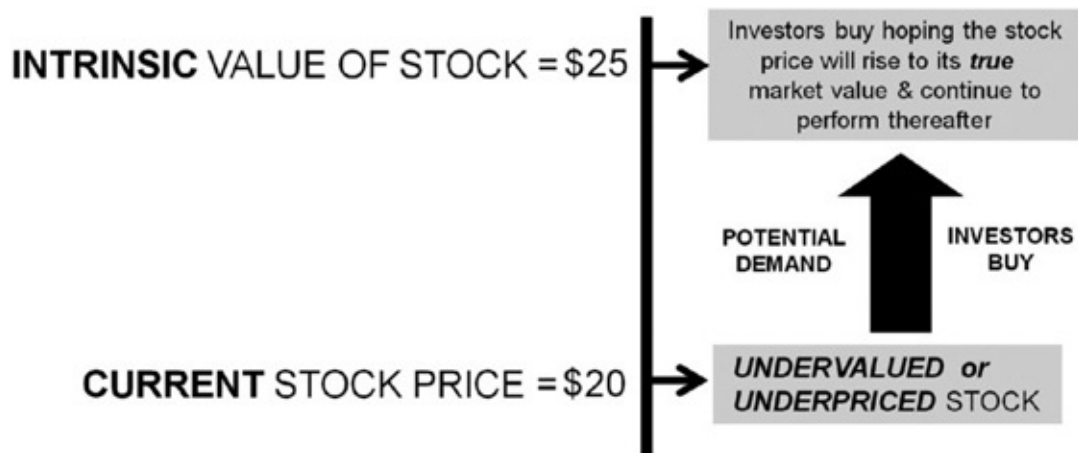 INTRINSIC VALUE OF STOCK = $25
Investors buy hoping the stock
price will rise to its true
market value & continue to
perform thereafter
POTENTIAL
DEMAND
INVESTORS
BUY
CURRENT STOCK PRICE = $20
UNDERVALUED or
UNDERPRICED STOCK